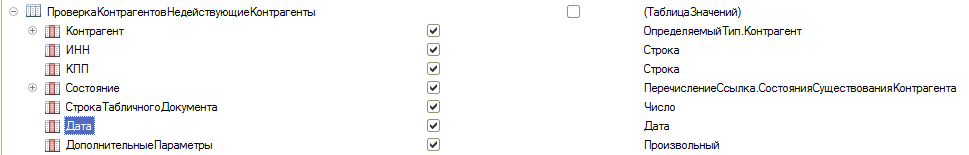 ПроверкаКонтрагентовНедействующиеКонтрагенты (ТаблицаЗначений)
Контрагент ОпределяемыйТип.Контрагент
ИНН Строка
КПП Строка
Состояние ПеречислениеСсылка.СостоянияСуществованияКонтрагента
СтрокаТабличногоДокумента Число
Дата Дата
ДополнительныеПараметры Произвольный